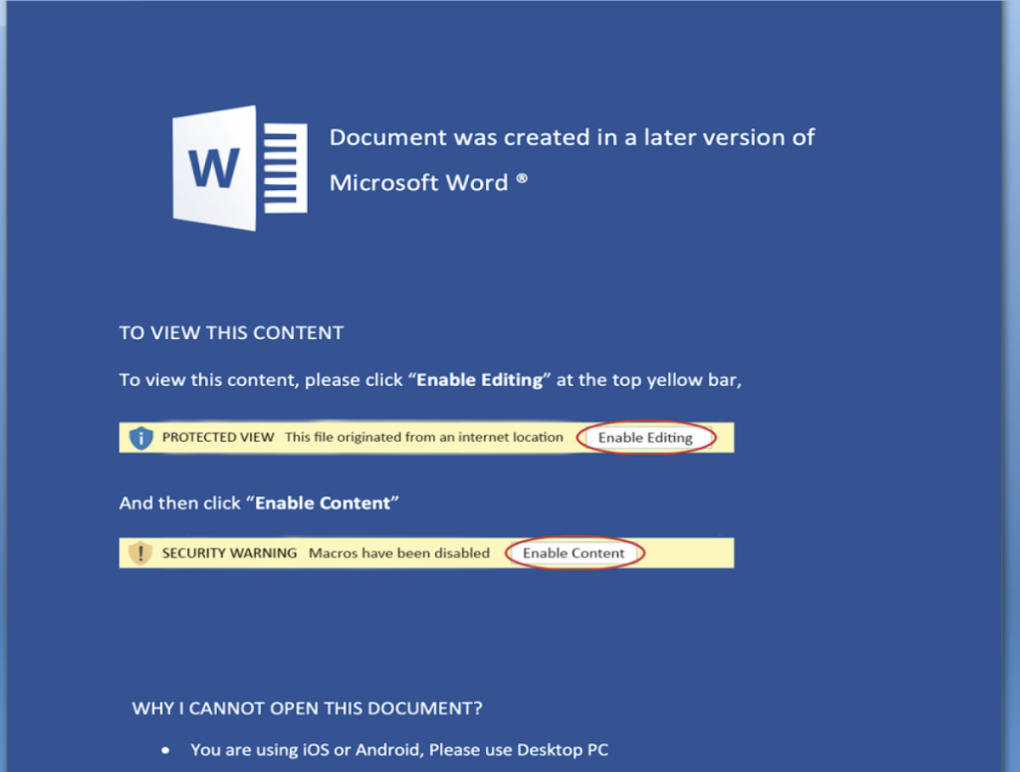 W
Document was created in a later version of
Microsoft Word ®
TO VIEW THIS CONTENT
To view this content, please click “Enable Editing” at the top yellow bar,
PROTECTED VIEW This file originated from an internet location Enable Editing
And then click “Enable Content”
SECURITY WARNING Macros have been disabled Enable Content
WHY I CANNOT OPEN THIS DOCUMENT?
• You are using iOS or Android, Please use Desktop PC